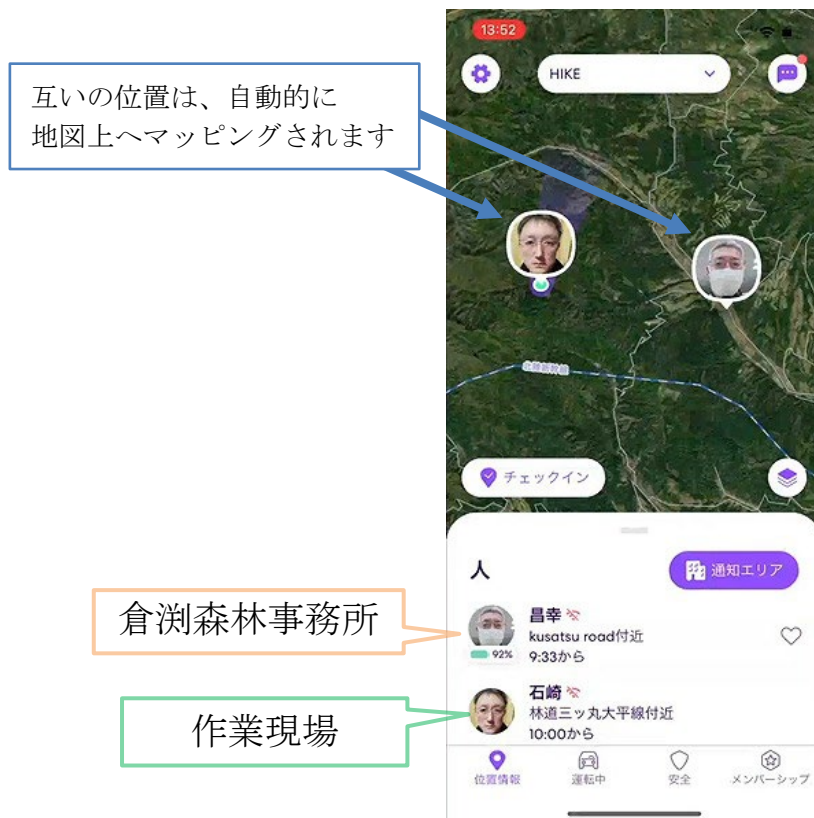 13:52
HIKE
互いの位置は、自動的に
地図上へマッピングされます
北陸新幹線
チェックイン
人
通知エリア
倉渕森林事務所
昌幸
kusatsu road付近
92%
9:33から
作業現場
石崎
林道三ッ丸大平線付近
10:00から
位置情報
運転中
安全
メンバーシップ